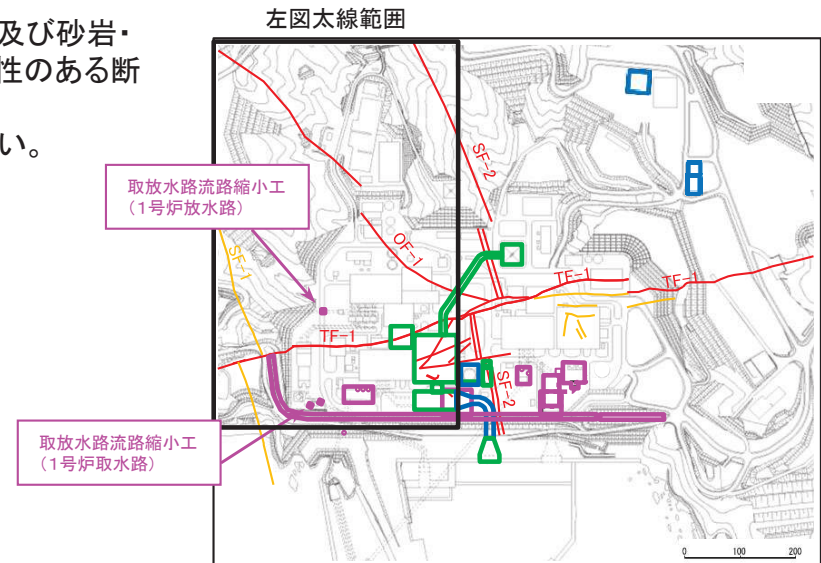 左図太線範囲
及び砂岩・
性のある断
い。
取放水路流路縮小工
（1号炉放水路）
SF-2
OF-1
SF-1
TF-1
TF-1
TF-1
SF-2
取放水路流路縮小工
（1号炉取水路）
0 100 200